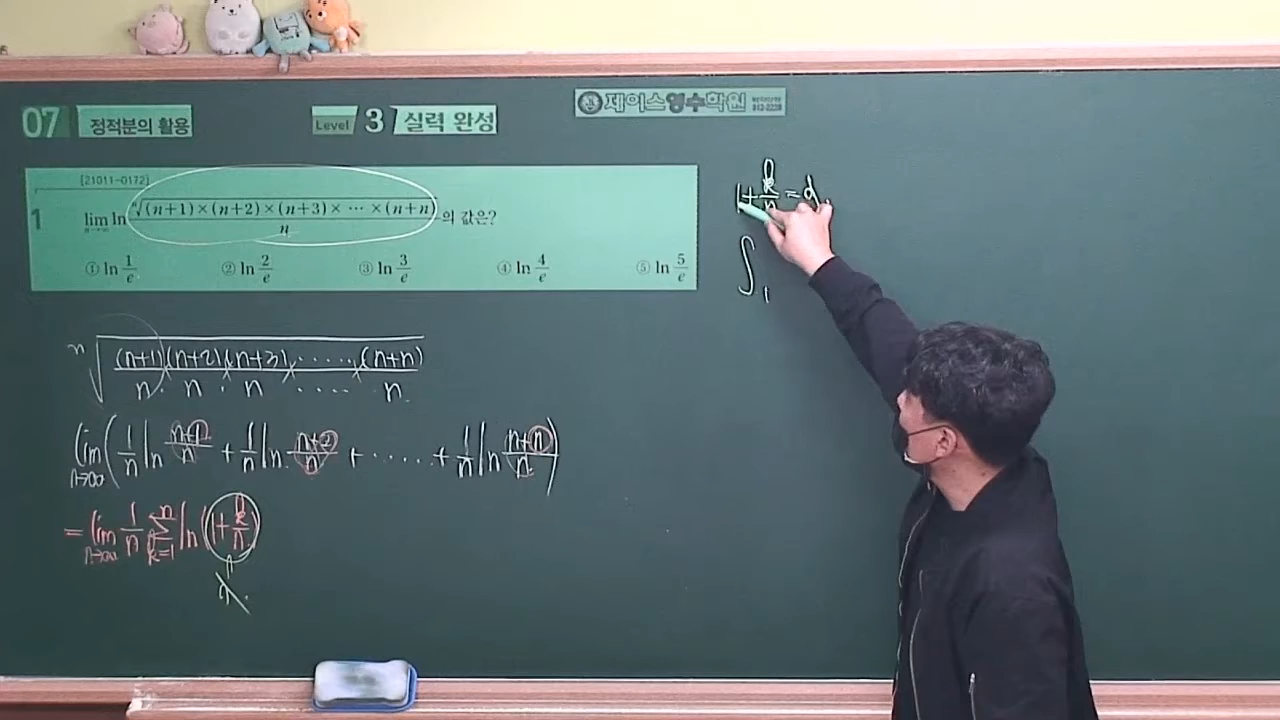 07 정적분의 활용 Level 3 실력 완성
제이스영수학원
[21011-0172]
1 lim n→∞ ln √(n+1)×(n+2)×(n+3)× ⋯ ×(n+n) / n 의 값은?
① ln 1/e ② ln 2/e ③ ln 3/e ④ ln 4/e ⑤ ln 5/e
1+k/n=x
∫ 1
n√ (n+1)(n+2)(n+3)⋯⋯(n+n) / n × n × n × ⋯⋯ × n
lim n→∞ (1/n ln (n+1)/n + 1/n ln (n+2)/n + ⋯⋯ + 1/n ln (n+n)/n)
= lim n→∞ 1/n Σ k=1 n ln (1+k/n)
x